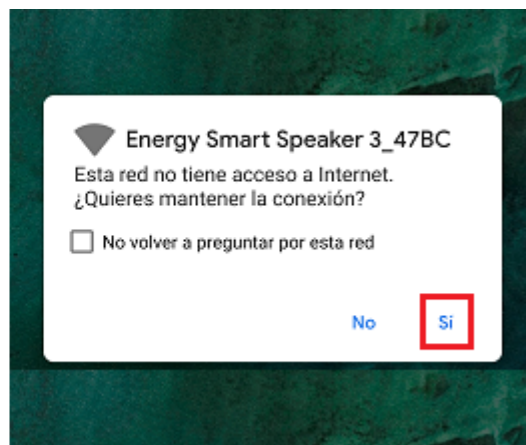 Energy Smart Speaker 3_47BC
Esta red no tiene acceso a Internet.
¿Quieres mantener la conexión?
No volver a preguntar por esta red
No Sí